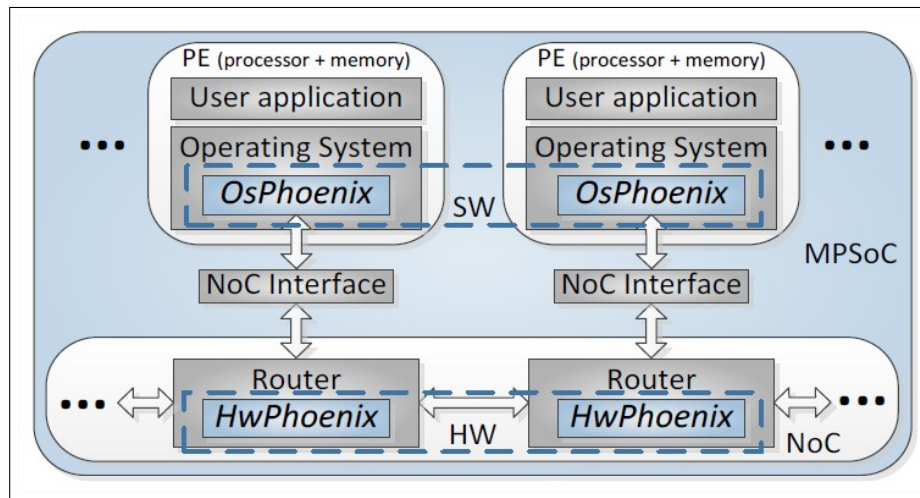 PE (processor + memory)
PE (processor + memory)
User application
User application
Operating System
Operating System
OsPhoenix
OsPhoenix
SW
MPSoC
NoC Interface
NoC Interface
Router
Router
HwPhoenix
HwPhoenix
HW
NoC